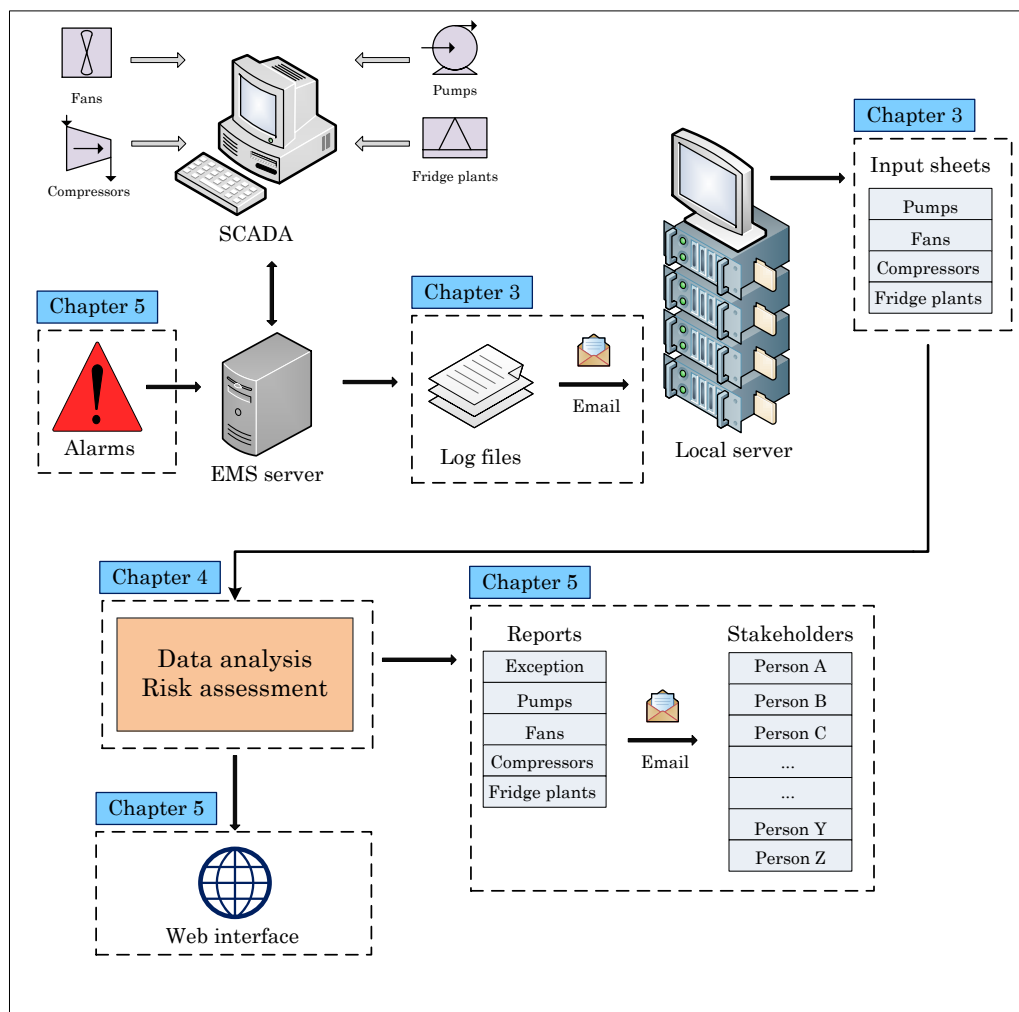 Fans
Pumps
Compressors
Fridge plants
SCADA
Chapter 3
Input sheets
Pumps
Fans
Compressors
Fridge plants
Chapter 5
Alarms
EMS server
Chapter 3
Log files
Email
Local server
Chapter 4
Data analysis
Risk assessment
Chapter 5
Reports
Exception
Pumps
Fans
Compressors
Fridge plants
Email
Stakeholders
Person A
Person B
Person C
...
...
Person Y
Person Z
Chapter 5
Web interface